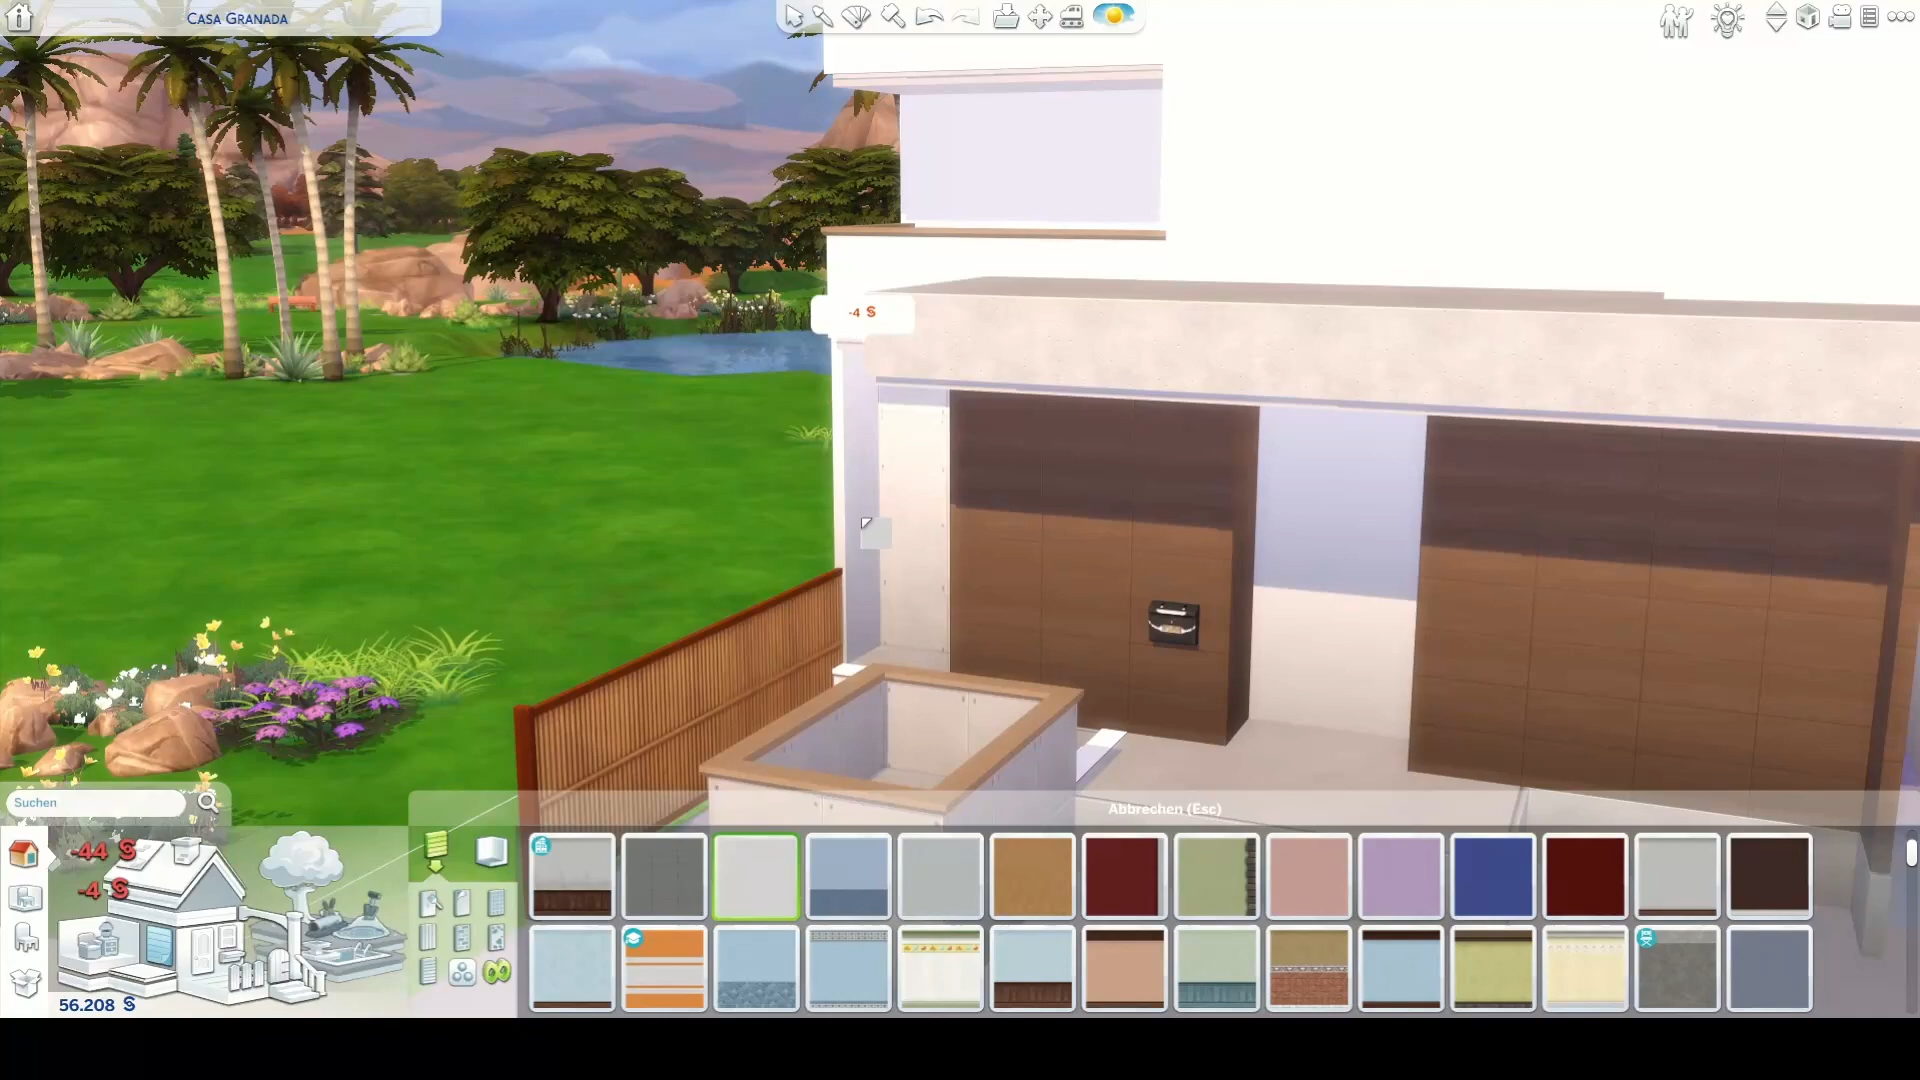 CASA GRANADA
-4 §
Suchen
Abbrechen (Esc)
-44 §
-4 §
56.208 §